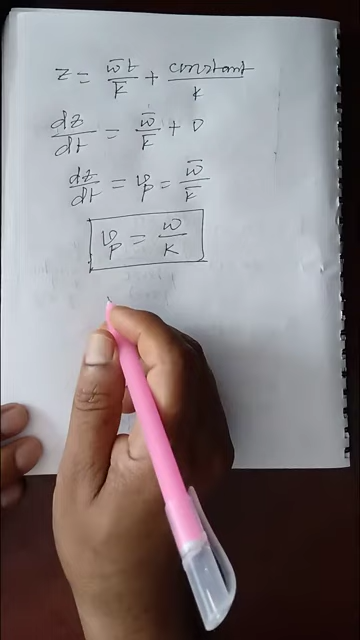 z = w̅t/k̅ + constant/k
dz/dt = w̅/k̅ + 0
dz/dt = vp = w̅/k̅
vp = w̅/k